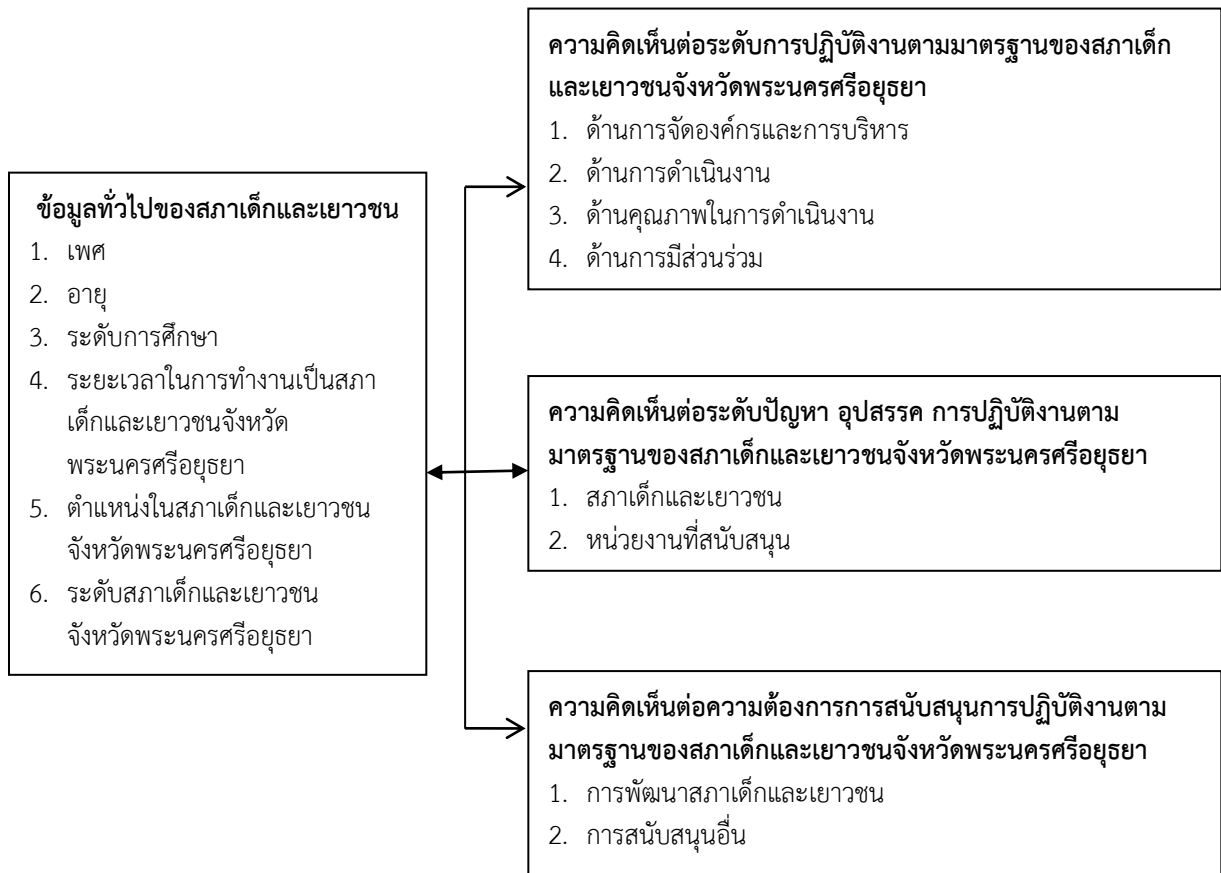 ข้อมูลทั่วไปของสภาเด็กและเยาวชน
1. เพศ
2. อายุ
3. ระดับการศึกษา
4. ระยะเวลาในการทำงานเป็นสภา
เด็กและเยาวชนจังหวัด
พระนครศรีอยุธยา
5. ตำแหน่งในสภาเด็กและเยาวชน
จังหวัดพระนครศรีอยุธยา
6. ระดับสภาเด็กและเยาวชน
จังหวัดพระนครศรีอยุธยา
ความคิดเห็นต่อระดับการปฏิบัติงานตามมาตรฐานของสภาเด็ก
และเยาวชนจังหวัดพระนครศรีอยุธยา
1. ด้านการจัดองค์กรและการบริหาร
2. ด้านการดำเนินงาน
3. ด้านคุณภาพในการดำเนินงาน
4. ด้านการมีส่วนร่วม
ความคิดเห็นต่อระดับปัญหา อุปสรรค การปฏิบัติงานตาม
มาตรฐานของสภาเด็กและเยาวชนจังหวัดพระนครศรีอยุธยา
1. สภาเด็กและเยาวชน
2. หน่วยงานที่สนับสนุน
ความคิดเห็นต่อความต้องการการสนับสนุนการปฏิบัติงานตาม
มาตรฐานของสภาเด็กและเยาวชนจังหวัดพระนครศรีอยุธยา
1. การพัฒนาสภาเด็กและเยาวชน
2. การสนับสนุนอื่น